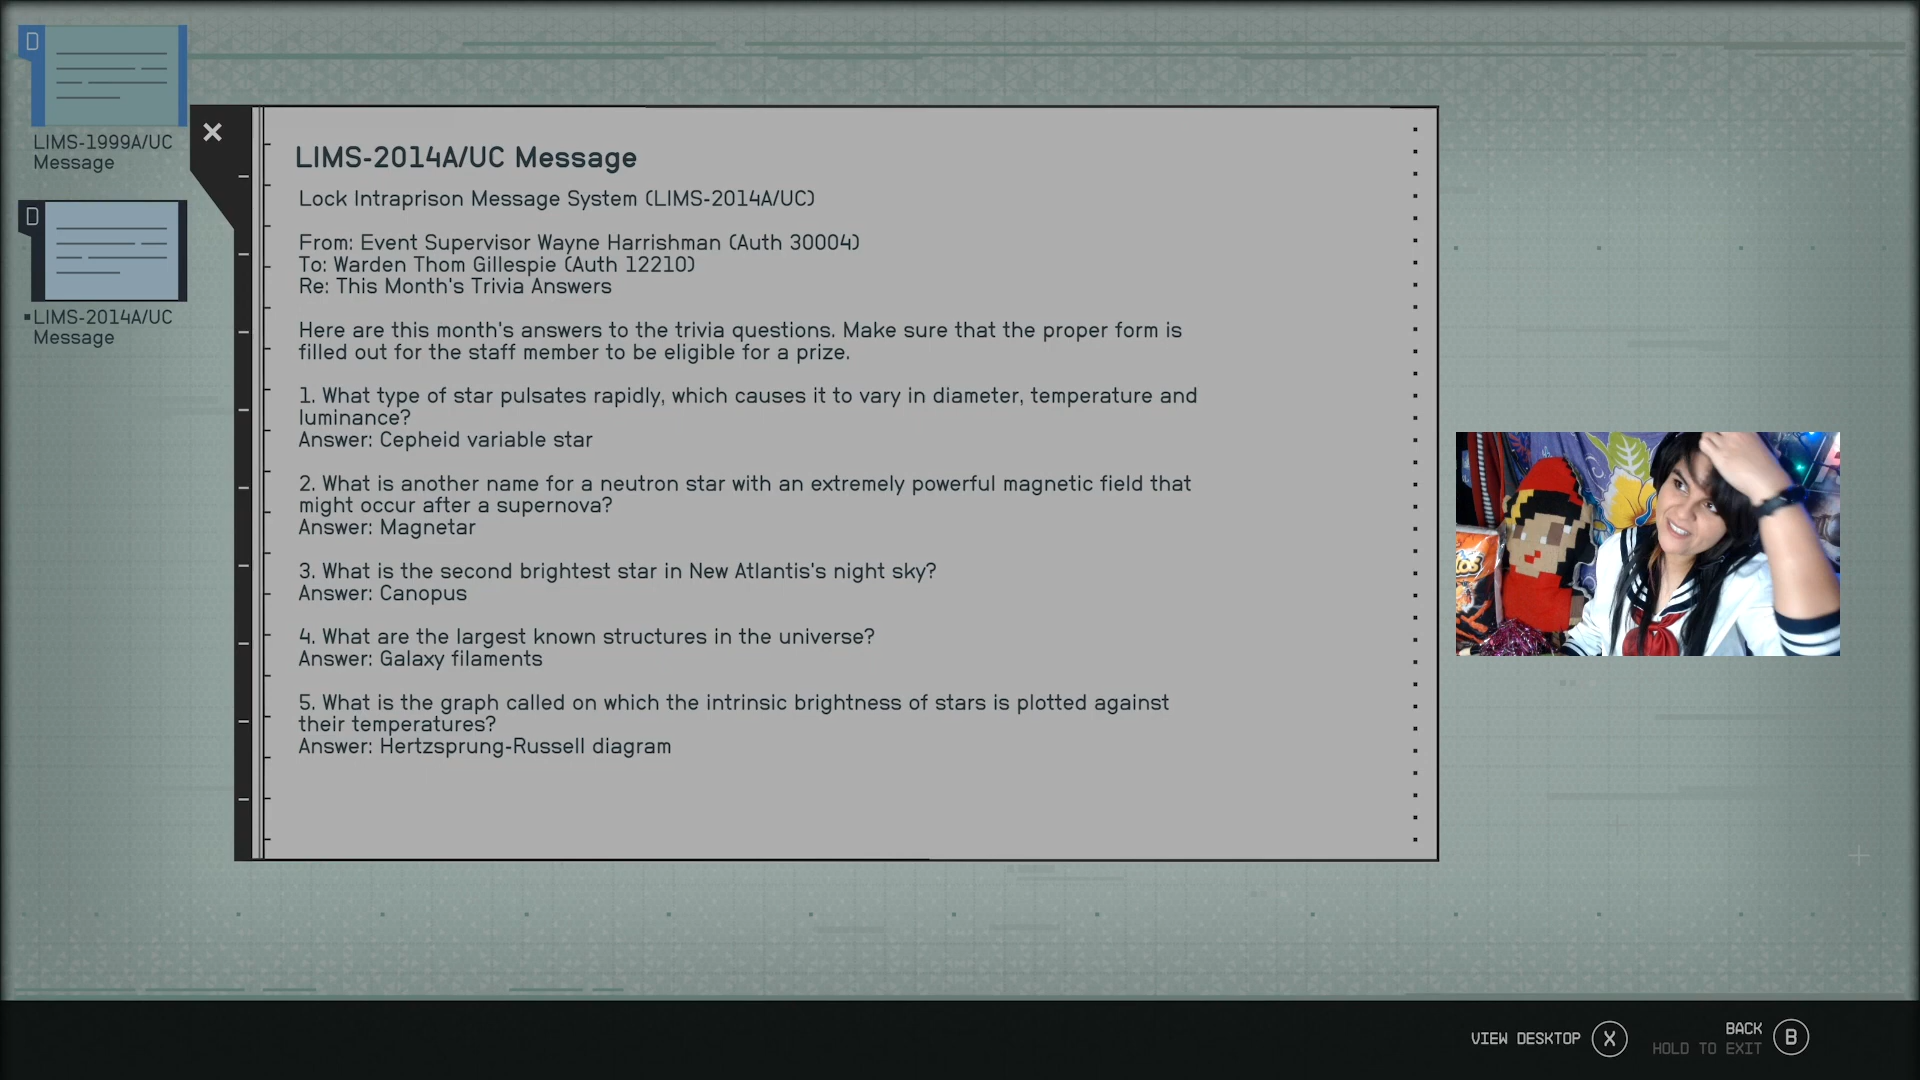 D
LIMS-1999A/UC
Message
D
LIMS-2014A/UC
Message
LIMS-2014A/UC Message
Lock Intraprison Message System (LIMS-2014A/UC)
From: Event Supervisor Wayne Harrishman (Auth 30004)
To: Warden Thom Gillespie (Auth 12210)
Re: This Month's Trivia Answers
Here are this month's answers to the trivia questions. Make sure that the proper form is
filled out for the staff member to be eligible for a prize.
1. What type of star pulsates rapidly, which causes it to vary in diameter, temperature and
luminance?
Answer: Cepheid variable star
2. What is another name for a neutron star with an extremely powerful magnetic field that
might occur after a supernova?
Answer: Magnetar
3. What is the second brightest star in New Atlantis's night sky?
Answer: Canopus
4. What are the largest known structures in the universe?
Answer: Galaxy filaments
5. What is the graph called on which the intrinsic brightness of stars is plotted against
their temperatures?
Answer: Hertzsprung-Russell diagram
VIEW DESKTOP X
BACK B
HOLD TO EXIT